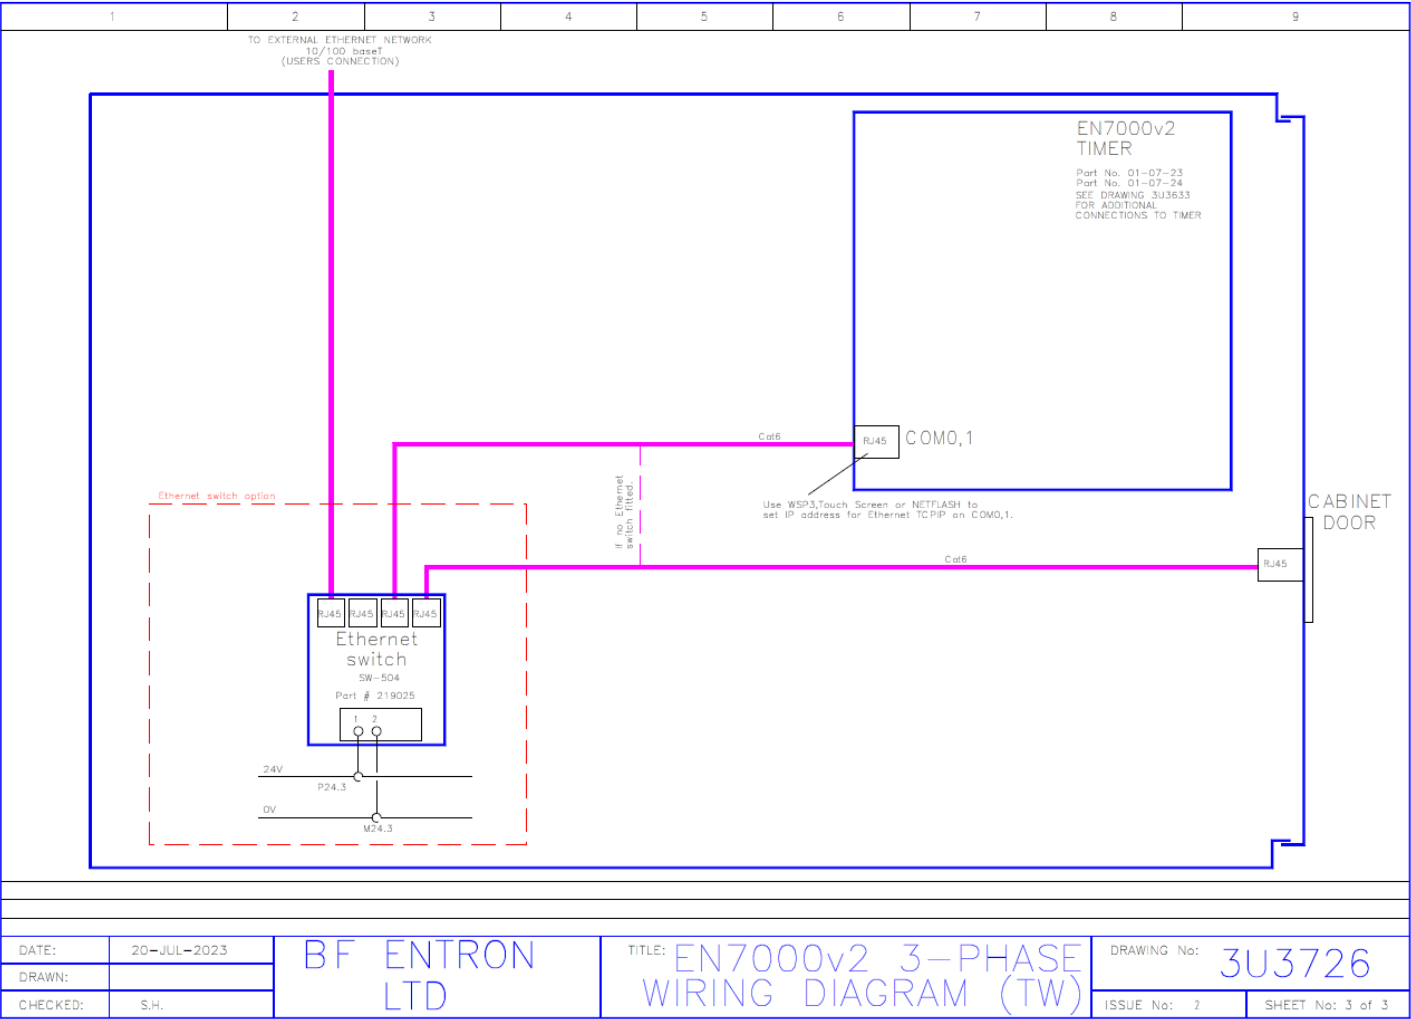 1 2 3 4 5 6 7 8 9
TO EXTERNAL ETHERNET NETWORK
10/100 baseT
(USERS CONNECTION)
EN7000v2
TIMER
Part No. 01-07-23
Part No. 01-07-24
SEE DRAWING 3U3633
FOR ADDITIONAL
CONNECTIONS TO TIMER
Cat6
RJ45
COM0,1
Use WSP3,Touch Screen or NETFLASH to
set IP address for Ethernet TCPIP on COM0,1.
if no Ethernet
switch fitted.
Ethernet switch option
CABINET
DOOR
Cat6
RJ45
RJ45 RJ45 RJ45 RJ45
Ethernet
switch
SW-504
Part # 219025
1 2
24V
P24.3
0V
M24.3
DATE: 20-JUL-2023
DRAWN:
CHECKED: S.H.
BF ENTRON
LTD
TITLE: EN7000v2 3-PHASE
WIRING DIAGRAM (TW)
DRAWING No: 3U3726
ISSUE No: 2
SHEET No: 3 of 3